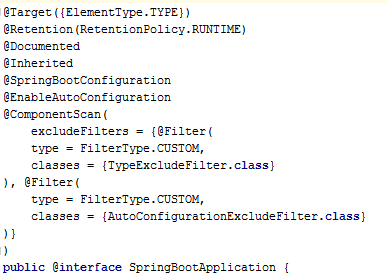 @Target({ElementType.TYPE})
@Retention(RetentionPolicy.RUNTIME)
@Documented
@Inherited
@SpringBootConfiguration
@EnableAutoConfiguration
@ComponentScan(
    excludeFilters = {@Filter(
    type = FilterType.CUSTOM,
    classes = {TypeExcludeFilter.class}
), @Filter(
    type = FilterType.CUSTOM,
    classes = {AutoConfigurationExcludeFilter.class}
)}
)
public @interface SpringBootApplication {